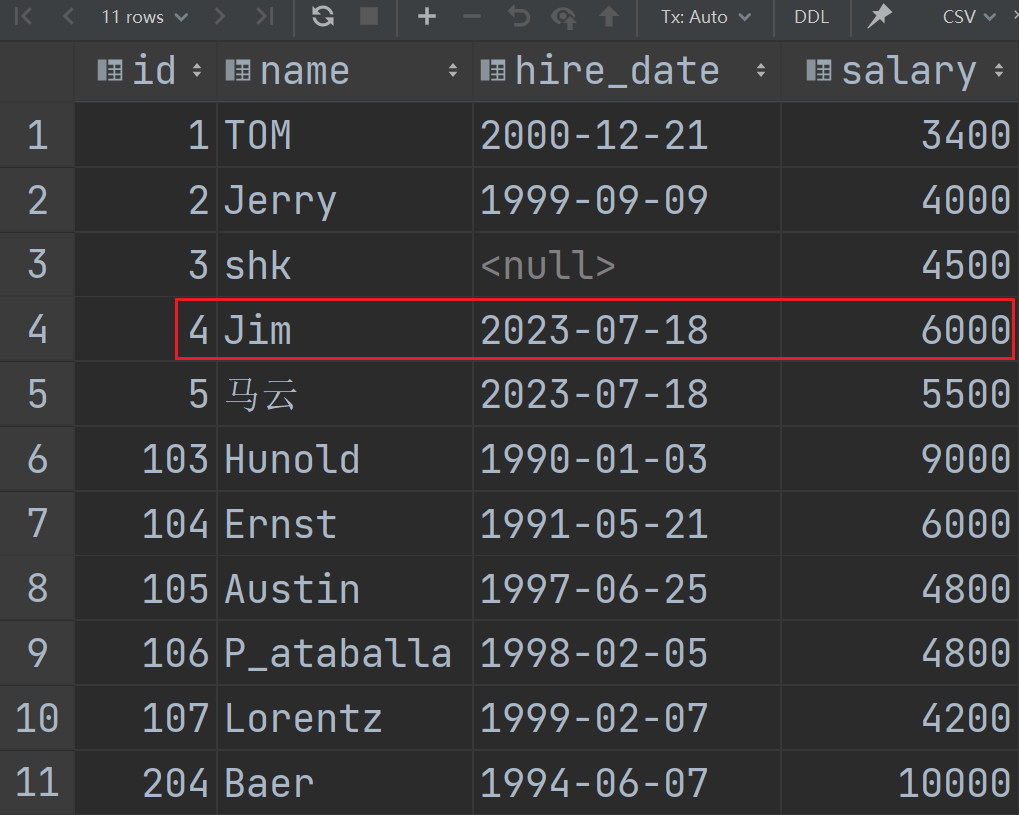 11 rows Tx: Auto DDL CSV
id name hire_date salary
1 1 TOM 2000-12-21 3400
2 2 Jerry 1999-09-09 4000
3 3 shk <null> 4500
4 4 Jim 2023-07-18 6000
5 5 马云 2023-07-18 5500
6 103 Hunold 1990-01-03 9000
7 104 Ernst 1991-05-21 6000
8 105 Austin 1997-06-25 4800
9 106 P_ataballa 1998-02-05 4800
10 107 Lorentz 1999-02-07 4200
11 204 Baer 1994-06-07 10000